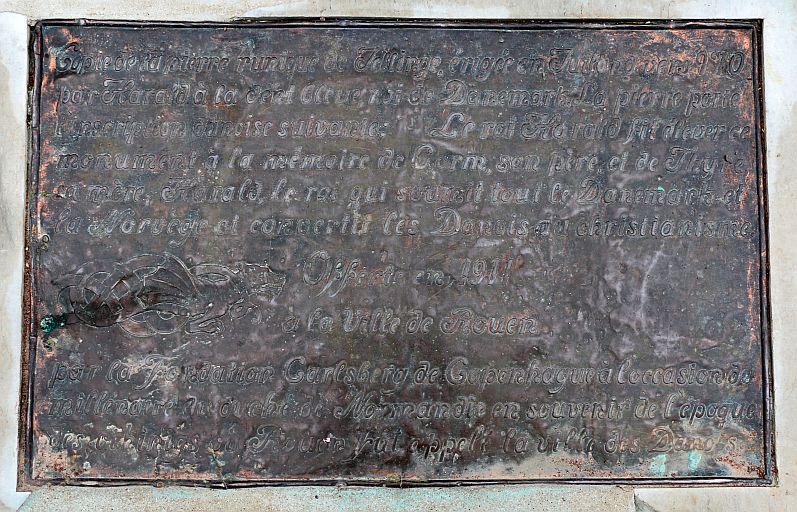 Copie de la pierre runique de Jellinge, érigée en Jutland vers 970
par Harald à la dent bleue, roi de Danemark. La pierre porte
l'inscription danoise suivante: Le roi Harald fit élever ce
monument à la mémoire de Gorm, son père, et de Thyra
sa mère, Harald, le roi qui soumit tout le Danemark et
la Norvège et convertit les Danois au christianisme
Offerte en 1911
à la Ville de Rouen
par la Fondation Carlsberg de Copenhague à l'occasion du
millénaire du duché de Normandie en souvenir de l'époque
des vikings où Rouen fut appelé la ville des Danois.